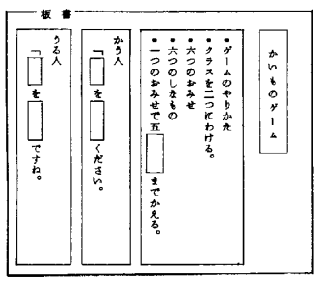 板書
かいものゲーム
•ゲームのやりかた
•クラスを二つにわける。
•六つのおみせ
•六つのしなもの
•一つのおみせで五□までかえる。
かう人
「□を□ください。
うる人
「□を□ですね。